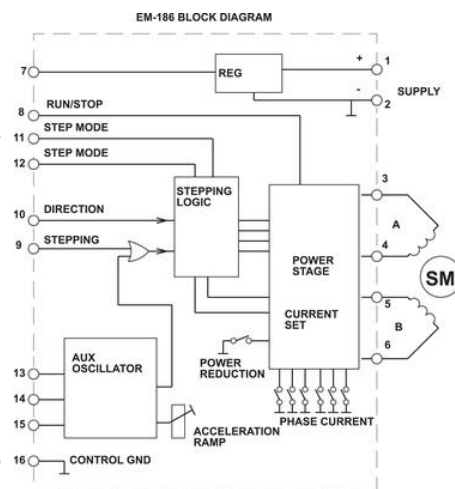 EM-186 BLOCK DIAGRAM
7
REG
+
1
-
2
SUPPLY
8
RUN/STOP
11
STEP MODE
12
STEP MODE
STEPPING
LOGIC
3
10
DIRECTION
A
9
STEPPING
4
POWER
STAGE
SM
5
CURRENT
SET
B
6
POWER
REDUCTION
AUX
OSCILLATOR
13
14
15
PHASE CURRENT
ACCELERATION
RAMP
16
CONTROL GND